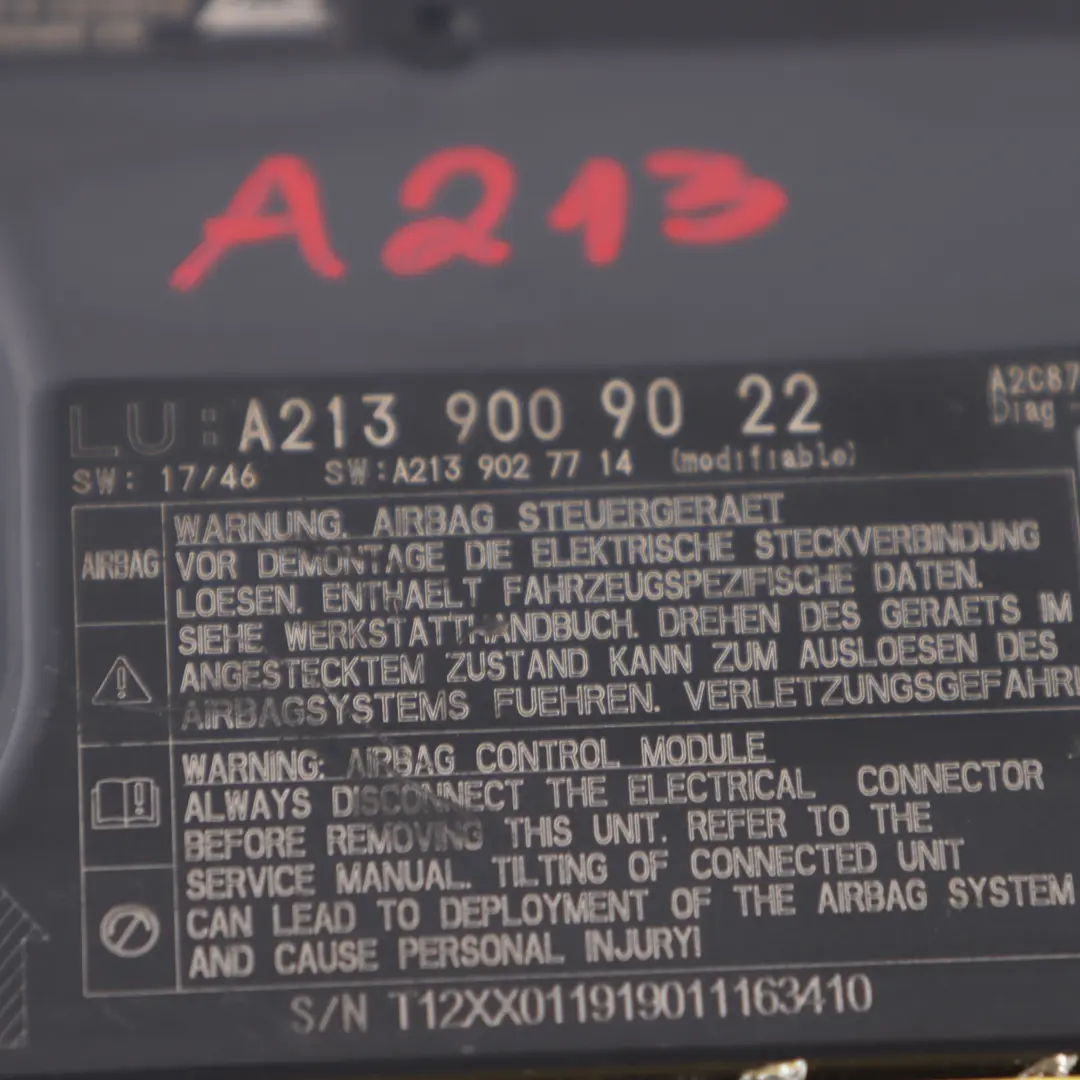 A213
LU: A213 900 90 22
A2C87
Diag
SW: 17/46 SW:A213 902 77 14 (modifiable)
AIRBAG
WARNUNG. AIRBAG STEUERGERAET
VOR DEMONTAGE DIE ELEKTRISCHE STECKVERBINDUNG
LOESEN. ENTHAELT FAHRZEUGSPEZIFISCHE DATEN.
SIEHE WERKSTATTHANDBUCH. DREHEN DES GERAETS IM
ANGESTECKTEM ZUSTAND KANN ZUM AUSLOESEN DES
AIRBAGSYSTEMS FUEHREN. VERLETZUNGSGEFAHR!
WARNING: AIRBAG CONTROL MODULE
ALWAYS DISCONNECT THE ELECTRICAL CONNECTOR
BEFORE REMOVING THIS UNIT. REFER TO THE
SERVICE MANUAL. TILTING OF CONNECTED UNIT
CAN LEAD TO DEPLOYMENT OF THE AIRBAG SYSTEM
AND CAUSE PERSONAL INJURY!
S/N T12XX011919011163410